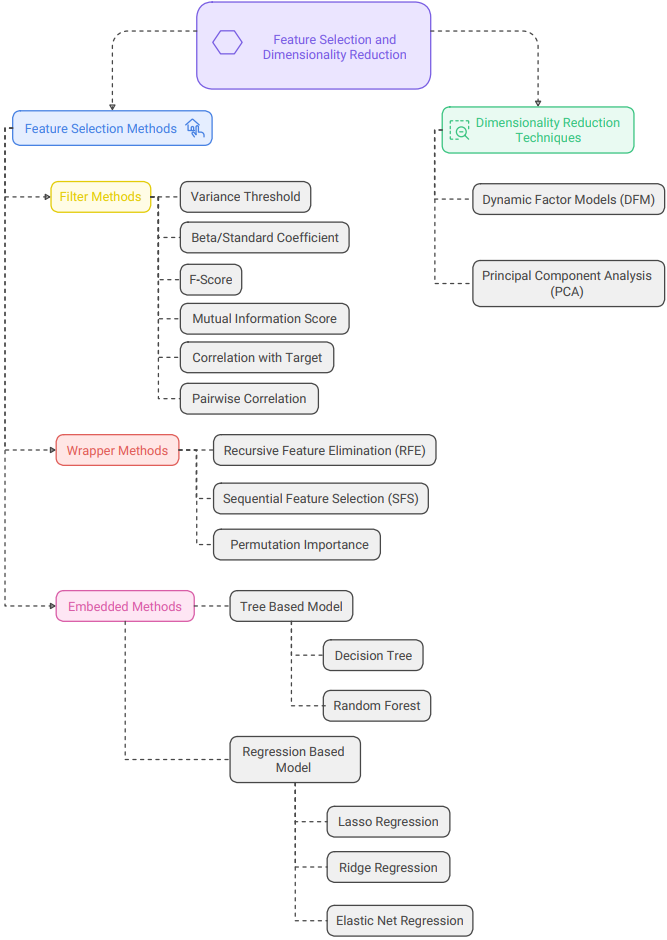 Feature Selection and
Dimensionality Reduction
Feature Selection Methods
Dimensionality Reduction
Techniques
Filter Methods
Variance Threshold
Dynamic Factor Models (DFM)
Beta/Standard Coefficient
F-Score
Principal Component Analysis
(PCA)
Mutual Information Score
Correlation with Target
Pairwise Correlation
Wrapper Methods
Recursive Feature Elimination (RFE)
Sequential Feature Selection (SFS)
Permutation Importance
Embedded Methods
Tree Based Model
Decision Tree
Random Forest
Regression Based
Model
Lasso Regression
Ridge Regression
Elastic Net Regression